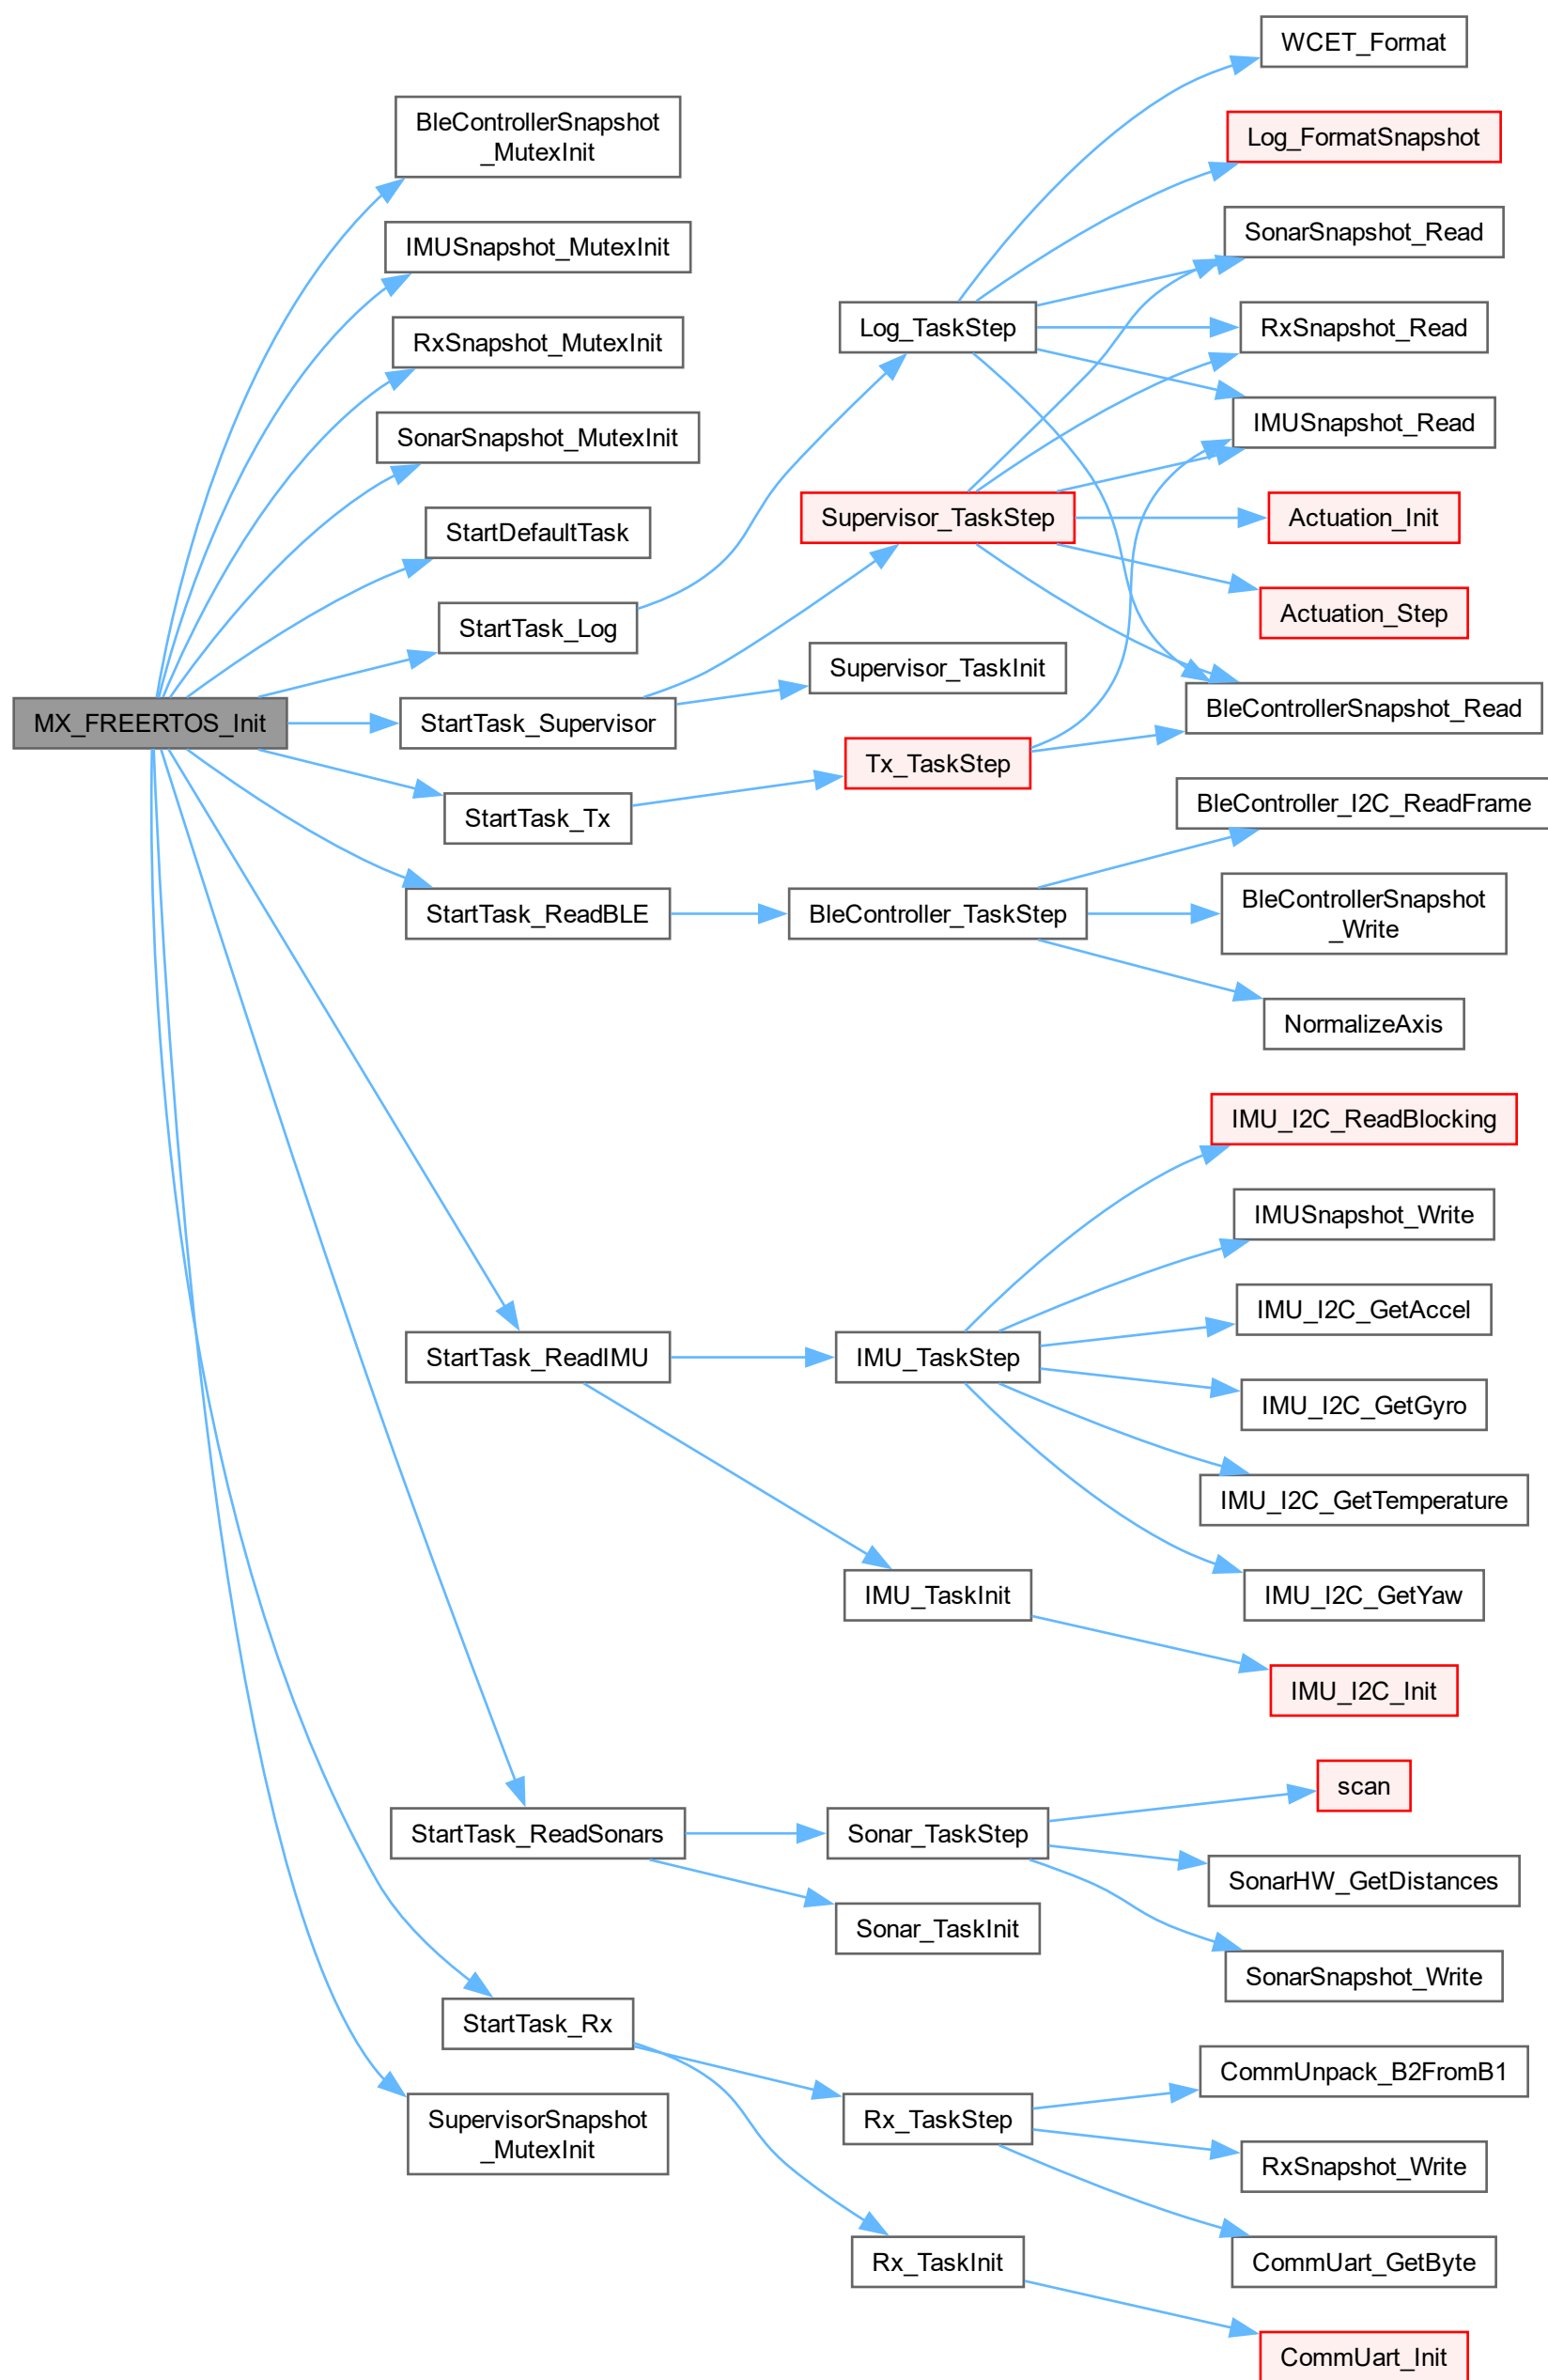 WCET_Format
BleControllerSnapshot
_MutexInit
Log_FormatSnapshot
IMUSnapshot_MutexInit
SonarSnapshot_Read
RxSnapshot_MutexInit
Log_TaskStep
RxSnapshot_Read
SonarSnapshot_MutexInit
IMUSnapshot_Read
StartDefaultTask
Supervisor_TaskStep
Actuation_Init
StartTask_Log
Actuation_Step
Supervisor_TaskInit
MX_FREERTOS_Init
StartTask_Supervisor
BleControllerSnapshot_Read
Tx_TaskStep
StartTask_Tx
BleController_I2C_ReadFrame
StartTask_ReadBLE
BleController_TaskStep
BleControllerSnapshot
_Write
NormalizeAxis
IMU_I2C_ReadBlocking
IMUSnapshot_Write
IMU_I2C_GetAccel
StartTask_ReadIMU
IMU_TaskStep
IMU_I2C_GetGyro
IMU_I2C_GetTemperature
IMU_TaskInit
IMU_I2C_GetYaw
IMU_I2C_Init
scan
StartTask_ReadSonars
Sonar_TaskStep
SonarHW_GetDistances
Sonar_TaskInit
SonarSnapshot_Write
StartTask_Rx
CommUnpack_B2FromB1
SupervisorSnapshot
_MutexInit
Rx_TaskStep
RxSnapshot_Write
Rx_TaskInit
CommUart_GetByte
CommUart_Init